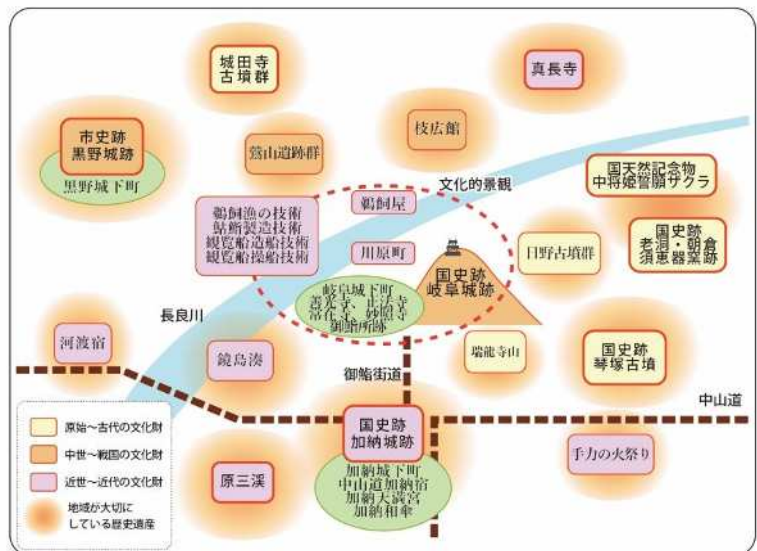 城田寺
古墳群
真長寺
市史跡
黒野城跡
黒野城下町
鷺山遺跡群
枝広館
国天然記念物
中将姫誓願ザクラ
文化的景観
鵜飼漁の技術
鮎鮨製造技術
観覧船造船技術
観覧船操船技術
鵜飼屋
川原町
国史跡
老洞・朝倉
須恵器窯跡
日野古墳群
国史跡
岐阜城跡
岐阜城下町
善光寺、正法寺
常在寺、妙照寺
御鮨所跡
長良川
河渡宿
鏡島湊
御鮨街道
瑞龍寺山
国史跡
琴塚古墳
中山道
国史跡
加納城跡
加納城下町
中山道加納宿
加納天満宮
加納和傘
原三渓
手力の火祭り
原始～古代の文化財
中世～戦国の文化財
近世～近代の文化財
地域が大切に
している歴史遺産